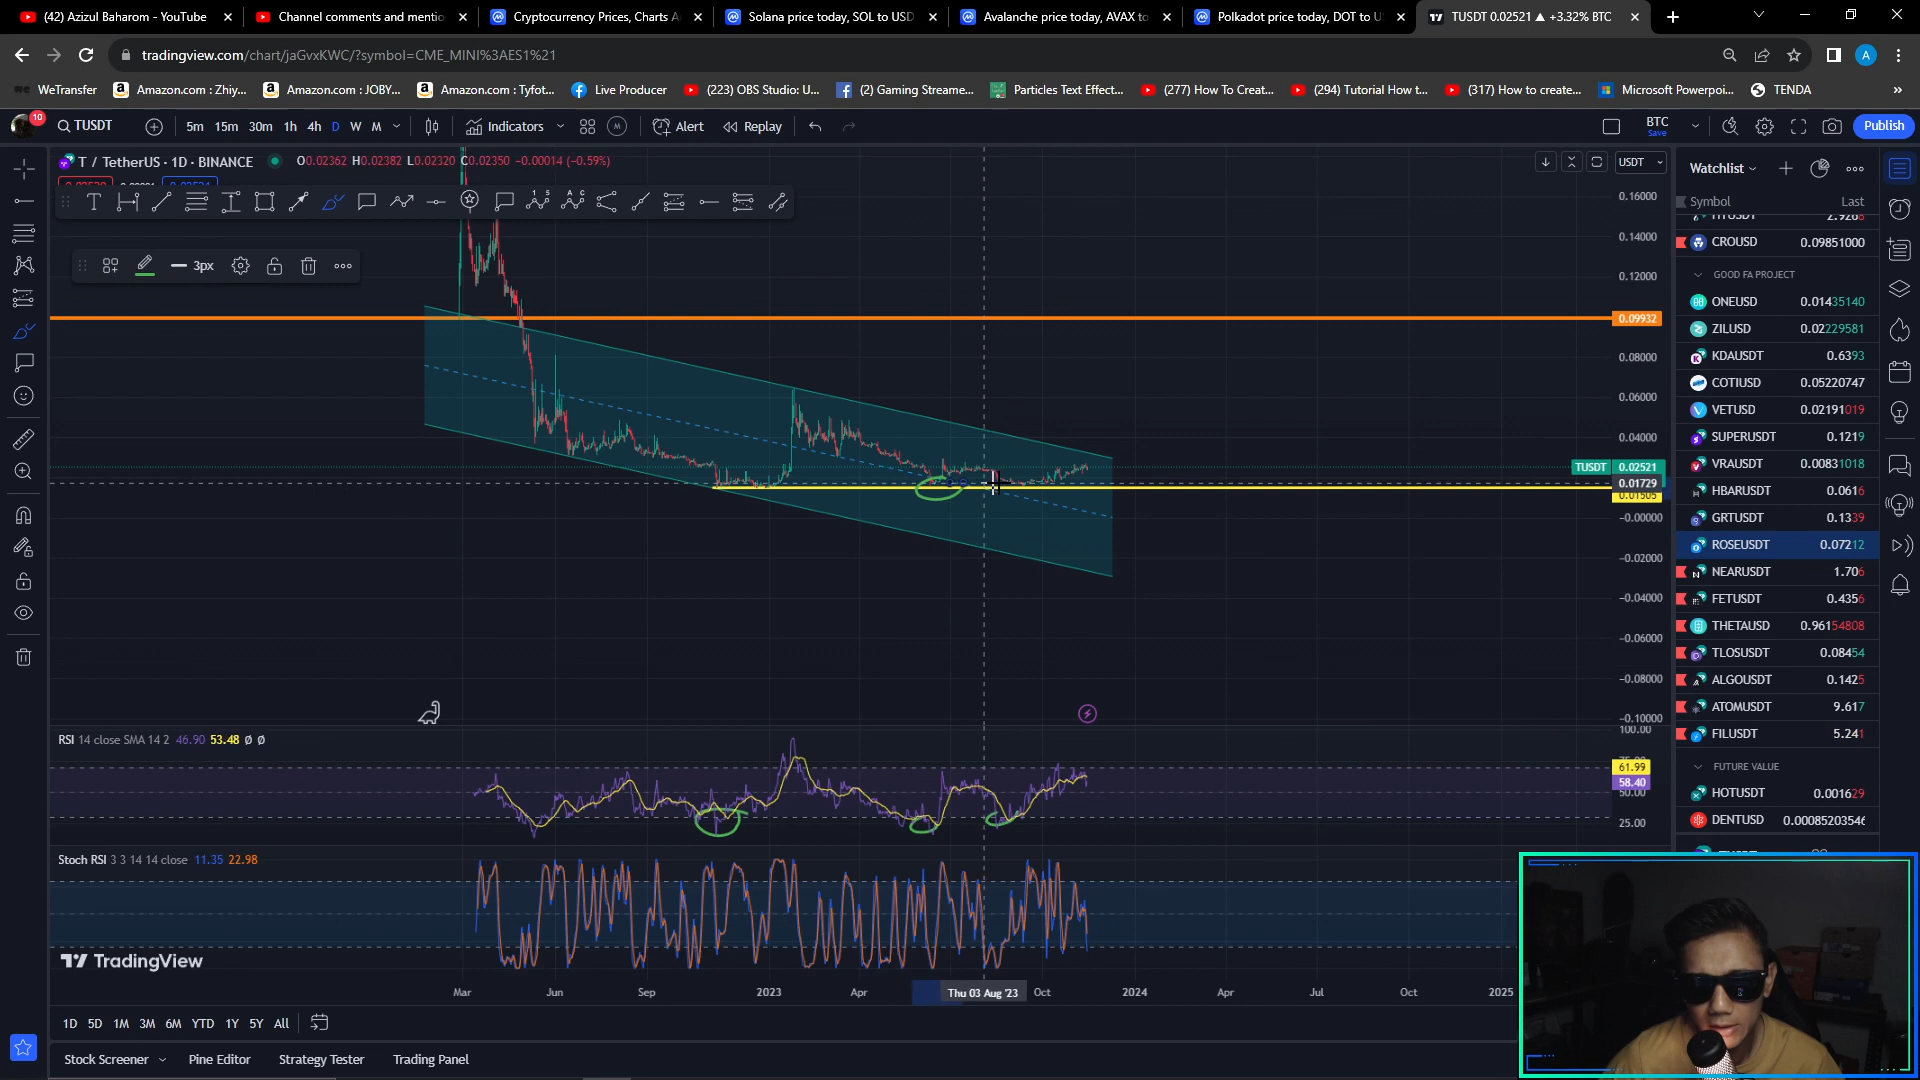 (42) Azizul Baharom - YouTube
Channel comments and mentio
Cryptocurrency Prices, Charts A
Solana price today, SOL to USD
Avalanche price today, AVAX to
Polkadot price today, DOT to U
TUSDT 0.02521 ▲ +3.32% BTC
tradingview.com/chart/jaGvxKWC/?symbol=CME_MINI%3AES1%21
A
WeTransfer
Amazon.com : Zhiy...
Amazon.com: JOBY...
Amazon.com : Tyfot...
Live Producer
(223) OBS Studio: U...
(2) Gaming Streame...
Particles Text Effect...
(277) How To Creat...
(294) Tutorial How t...
(317) How to create...
Microsoft Powerpoi...
TENDA
10
TUSDT
5m 15m 30m 1h 4h D W M
Indicators
Alert
Replay
BTC
Save
Publish
T / TetherUS · 1D · BINANCE
O0.02362 H0.02382 L0.02320 C0.02350 −0.00014 (−0.59%)
USDT
3px
0.16000
0.14000
0.12000
0.09932
0.08000
0.06000
0.04000
TUSDT 0.02521
0.01729
0.01505
-0.00000
-0.02000
-0.04000
-0.06000
-0.08000
-0.10000
RSI 14 close SMA 14 2 46.90 53.48 Ø Ø
100.00
61.99
58.40
50.00
25.00
Stoch RSI 3 3 14 14 close 11.35 22.98
TradingView
Mar Jun Sep 2023 Apr Thu 03 Aug '23 Oct 2024 Apr Jul Oct 2025
1D 5D 1M 3M 6M YTD 1Y 5Y All
Stock Screener
Pine Editor
Strategy Tester
Trading Panel
Watchlist
Symbol Last
CROUSD 0.09851000
GOOD FA PROJECT
ONEUSD 0.01435140
ZILUSD 0.02229581
KDAUSDT 0.6393
COTIUSD 0.05220747
VETUSD 0.02191019
SUPERUSDT 0.1219
VRAUSDT 0.00831018
HBARUSDT 0.0616
GRTUSDT 0.1339
ROSEUSDT 0.07212
NEARUSDT 1.706
FETUSDT 0.4356
THETAUSD 0.96154808
TLOSUSDT 0.08454
ALGOUSDT 0.1425
ATOMUSDT 9.617
FILUSDT 5.241
FUTURE VALUE
HOTUSDT 0.001629
DENTUSD 0.00085203546